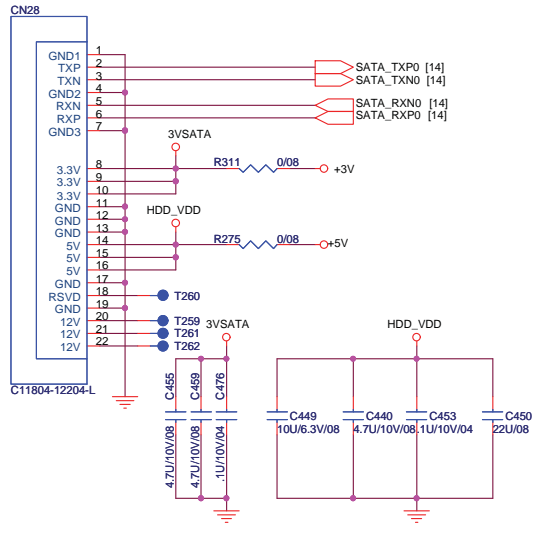 CN28
GND1 1
TXP 2 SATA_TXP0 [14]
TXN 3 SATA_TXN0 [14]
GND2 4
RXN 5 SATA_RXN0 [14]
RXP 6 SATA_RXP0 [14]
GND3 7
3VSATA
3.3V 8 R311 0/08 +3V
3.3V 9
3.3V 10
GND 11
GND 12
HDD_VDD
GND 13
5V 14 R275 0/08 +5V
5V 15
5V 16
GND 17
RSVD 18 T260
GND 19
12V 20 T259
12V 21 T261
12V 22 T262
C11804-12204-L
3VSATA
C455 4.7U/10V/08
C459 4.7U/10V/08
C476 .1U/10V/04
HDD_VDD
C449 C440 C453 C450
10U/6.3V/08 4.7U/10V/08 .1U/10V/04 22U/08